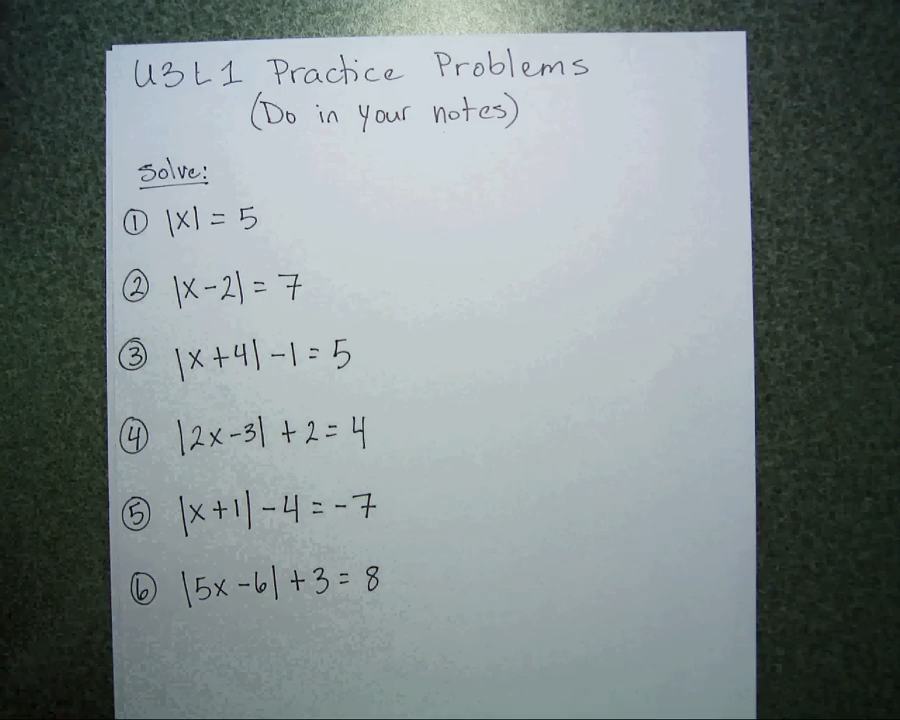 U3L1 Practice Problems
(Do in your notes)
Solve:
① |x| = 5
② |x-2| = 7
③ |x+4| -1 = 5
④ |2x-3| + 2 = 4
⑤ |x+1| - 4 = -7
⑥ |5x-6| + 3 = 8